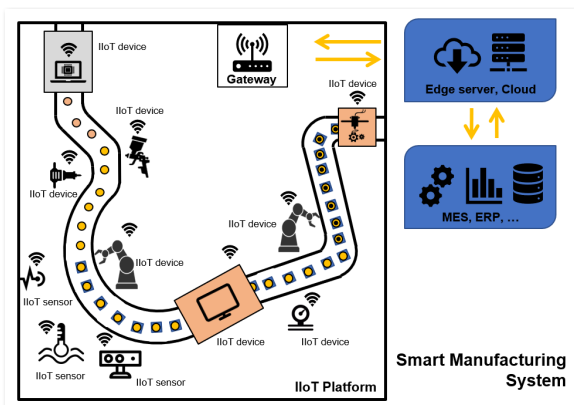 IIoT device
Gateway
IIoT device
IIoT device
IIoT device
IIoT device
IIoT device
IIoT sensor
IIoT device
IIoT device
IIoT sensor
IIoT sensor
IIoT Platform
Edge server, Cloud
MES, ERP, ...
Smart Manufacturing
System